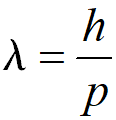 λ = h/p